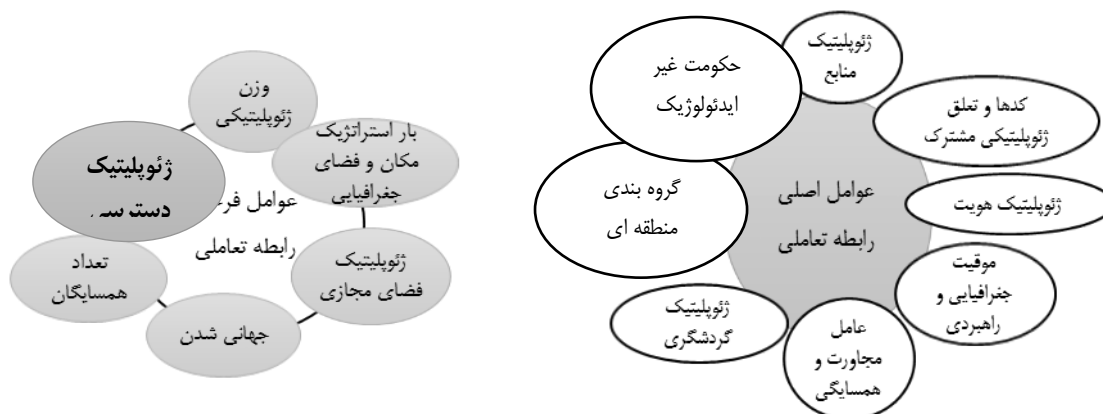 ژئوپلیتیک
منابع
کدها و تعلق
ژئوپلیتیکی مشترک
ژئوپلیتیک هویت
موقیت
جغرافیایی و
راهبردی
عامل
مجاورت و
همسایگی
ژئوپلیتیک
گردشگری
گروه بندی
منطقه ای
حکومت غیر
ایدئولوژیک
عوامل اصلی
رابطه تعاملی
وزن
ژئوپلیتیکی
بار استراتژیک
مکان و فضای
جغرافیایی
ژئوپلیتیک
فضای مجازی
جهانی شدن
تعداد
همسایگان
ژئوپلیتیک
عوامل
رابطه تعاملی